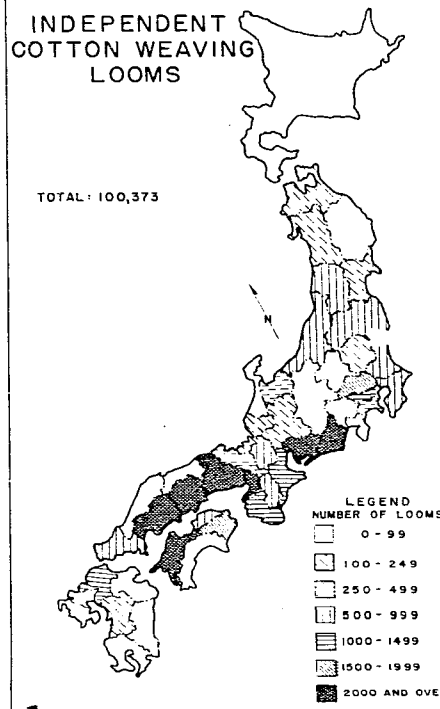 INDEPENDENT
COTTON WEAVING
LOOMS
TOTAL: 100,373
N
LEGEND
NUMBER OF LOOMS
0 - 99
100 - 249
250 - 499
500 - 999
1000 - 1499
1500 - 1999
2000 AND OVE